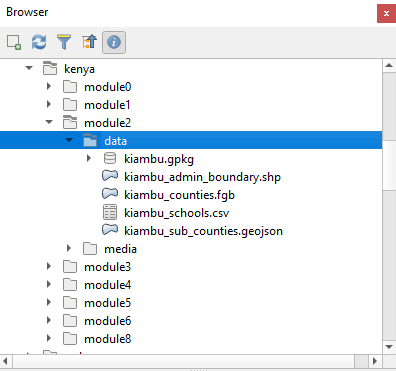 Browser
kenya
module0
module1
module2
data
kiambu.gpkg
kiambu_admin_boundary.shp
kiambu_counties.fgb
kiambu_schools.csv
kiambu_sub_counties.geojson
media
module3
module4
module5
module6
module8